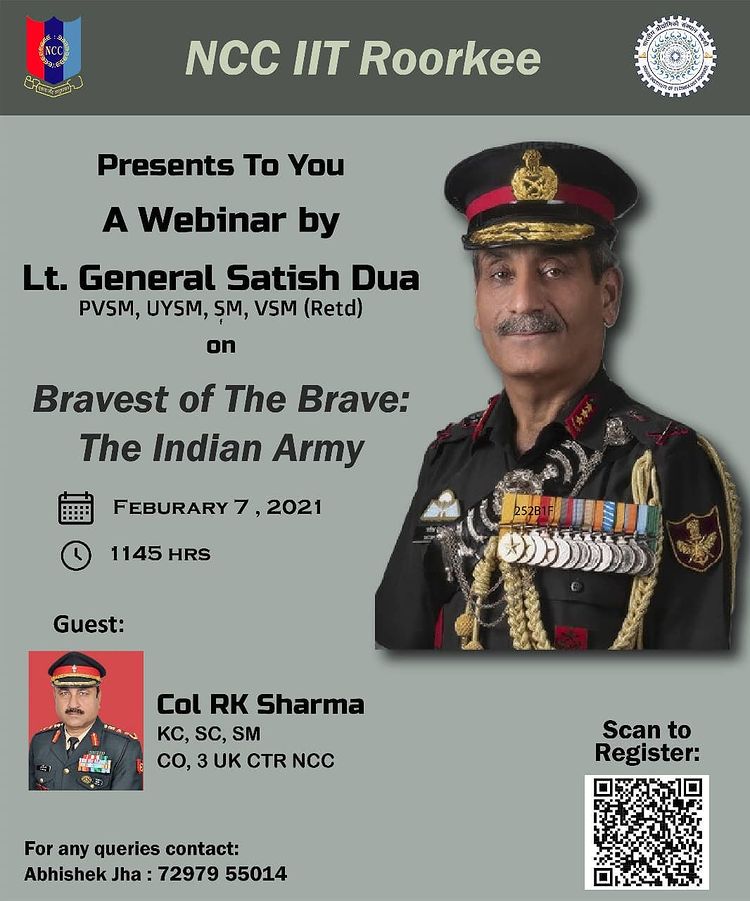 NCC
NCC IIT Roorkee
Presents To You
A Webinar by
Lt. General Satish Dua
PVSM, UYSM, SM, VSM (Retd)
on
Bravest of The Brave:
The Indian Army
FEBURARY 7 , 2021
1145 HRS
252B1F
Guest:
Col RK Sharma
KC, SC, SM
CO, 3 UK CTR NCC
Scan to
Register:
For any queries contact:
Abhishek Jha : 72979 55014